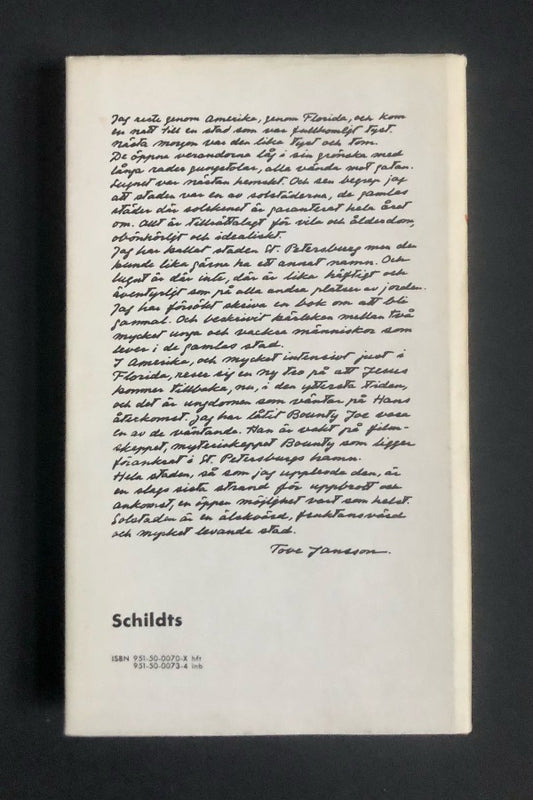 Jag reste genom Amerika, genom Florida, och kom
en natt till en stad som var fullkomligt tyst.
Nästa morgon var den lika tyst och tom.
De öppna verandorna låg i sin grönska med
långa rader gungstolar, alla vända mot gatan.
Lugnet var nästan hemskt. Och sen begrep jag
att staden var en av solstäderna, de gamlas
städer där solskenet är garanterat hela året
om. Allt är tillrättalagt för vila och ålderdom,
obönhörligt och idealiskt.
Jag har kallat staden St. Petersburg men den
kunde lika gärna ha ett annat namn. Och
lugnt är där inte, där är lika häftigt och
äventyrligt som på alla andra platser av jorden.
Jag har försökt skriva en bok om att bli
gammal. Och beskrivit kärleken mellan två
mycket unga och vackra människor som
lever i de gamlas stad.
I Amerika, och mycket intensivt just i
Florida, reser sig en ny tro på att Jesus
kommer tillbaka, nu, i den yttersta tiden,
och det är ungdomen som väntar på Hans
återkomst. Jag har låtit Bounty Joe vara
en av de väntande. Han är vakt på film-
skeppet, mysterieskeppet Bounty som ligger
förankrat i St. Petersburgs hamn.
Hela staden, så som jag upplevde den, är
en slags sista strand för uppbrott och
ankomst, en öppen möjlighet vart som helst.
Solstaden är en älskvärd, fruktansvärd
och mycket levande stad.
Tove Jansson.
Schildts
ISBN 951-50-0070-X hft
951-50-0073-4 inb